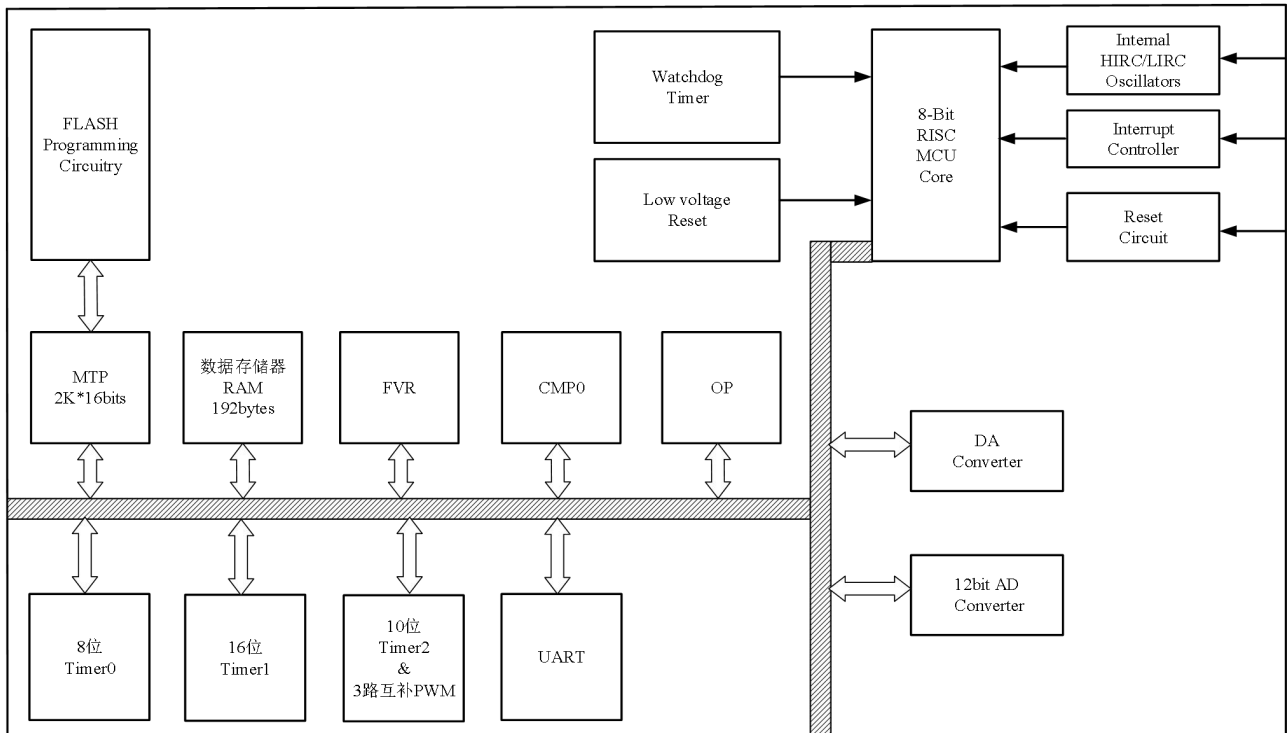 FLASH
Programming
Circuitry
Watchdog
Timer
Low voltage
Reset
8-Bit
RISC
MCU
Core
Internal
HIRC/LIRC
Oscillators
Interrupt
Controller
Reset
Circuit
MTP
2K*16bits
数据存储器
RAM
192bytes
FVR
CMP0
OP
DA
Converter
12bit AD
Converter
8位
Timer0
16位
Timer1
10位
Timer2
&
3路互补PWM
UART